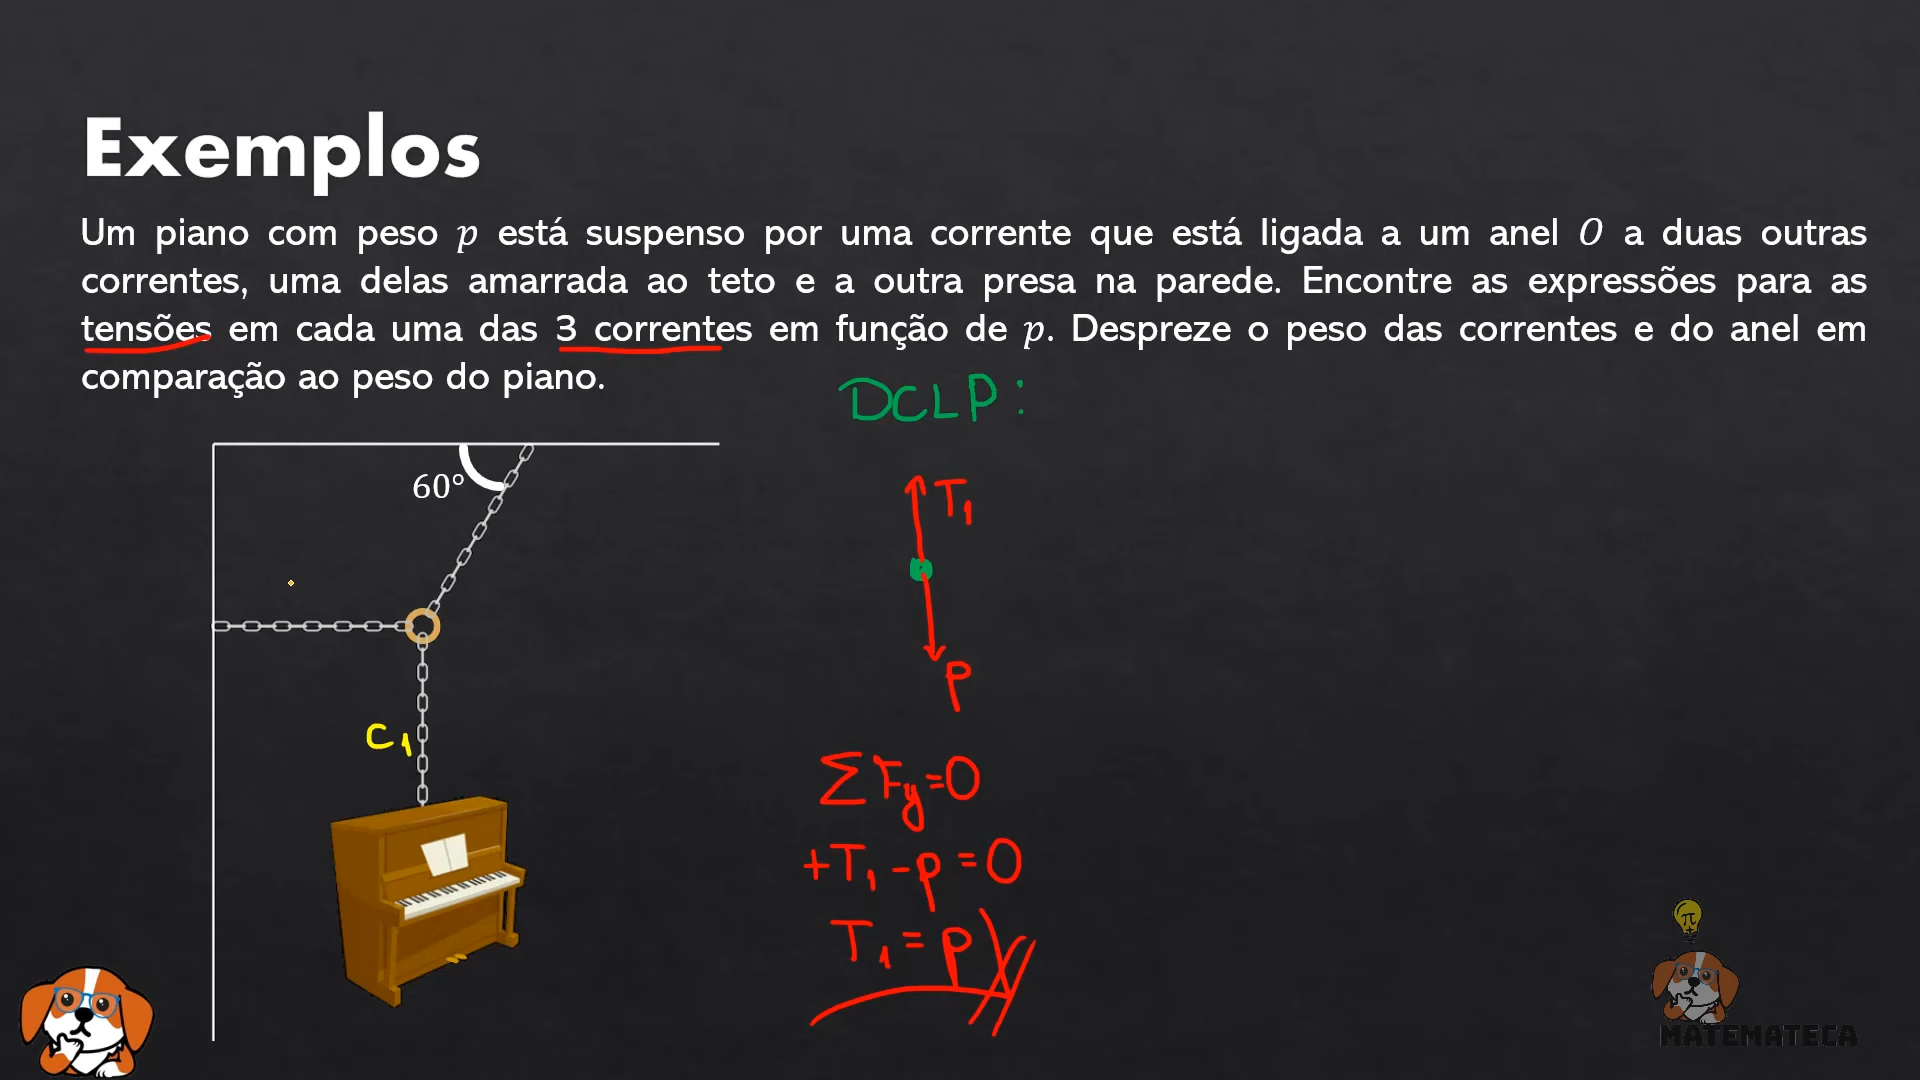 Exemplos
Um piano com peso p está suspenso por uma corrente que está ligada a um anel O a duas outras
correntes, uma delas amarrada ao teto e a outra presa na parede. Encontre as expressões para as
tensões em cada uma das 3 correntes em função de p. Despreze o peso das correntes e do anel em
comparação ao peso do piano.
DCLP:
60°
T₁
p
C₁
∑Fy=0
+T₁-p=0
T₁=p
π
MATEMATECA